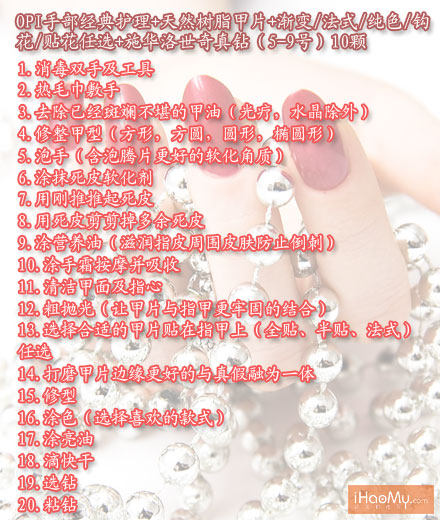 OPI手部经典护理+天然树脂甲片+渐变/法式/纯色/钩
花/贴花任选+施华洛世奇真钻（5-9号）10颗
1.消毒双手及工具
2.热毛巾敷手
3.去除已经斑斓不堪的甲油（光疗，水晶除外）
4.修整甲型（方形，方圆，圆形，椭圆形）
5.泡手（含泡腾片更好的软化角质）
6.涂抹死皮软化剂
7.用刚推推起死皮
8.用死皮剪剪掉多余死皮
9.涂营养油（滋润指皮周围皮肤防止倒刺）
10.涂手霜按摩并吸收
11.清洁甲面及指心
12.粗抛光（让甲片与指甲更牢固的结合）
13.选择合适的甲片贴在指甲上（全贴、半贴、法式）
任选
14.打磨甲片边缘更好的与真假融为一体
15.修型
16.涂色（选择喜欢的款式）
17.涂亮油
18.滴快干
19.选钻
20.粘钻
iHaoMy.com